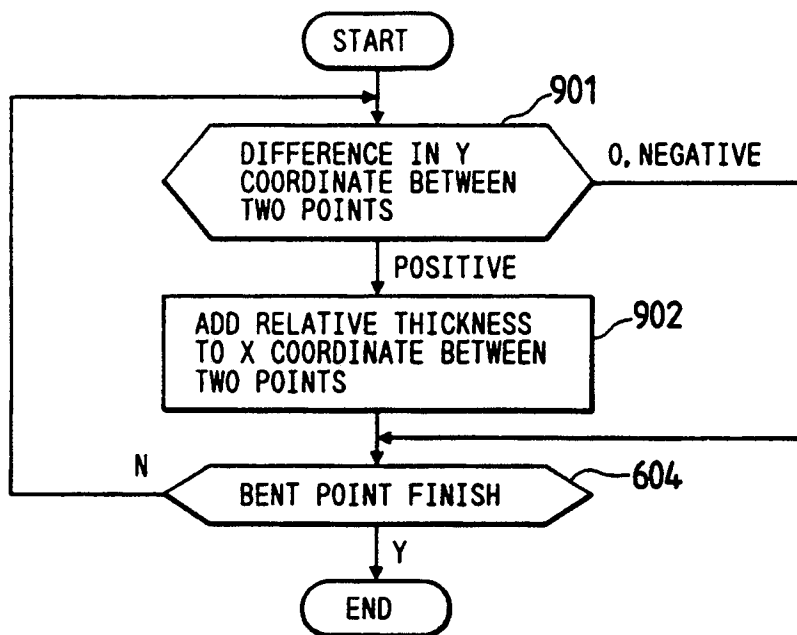 START
901
DIFFERENCE IN Y
COORDINATE BETWEEN
TWO POINTS
0, NEGATIVE
POSITIVE
902
ADD RELATIVE THICKNESS
TO X COORDINATE BETWEEN
TWO POINTS
N
604
BENT POINT FINISH
Y
END